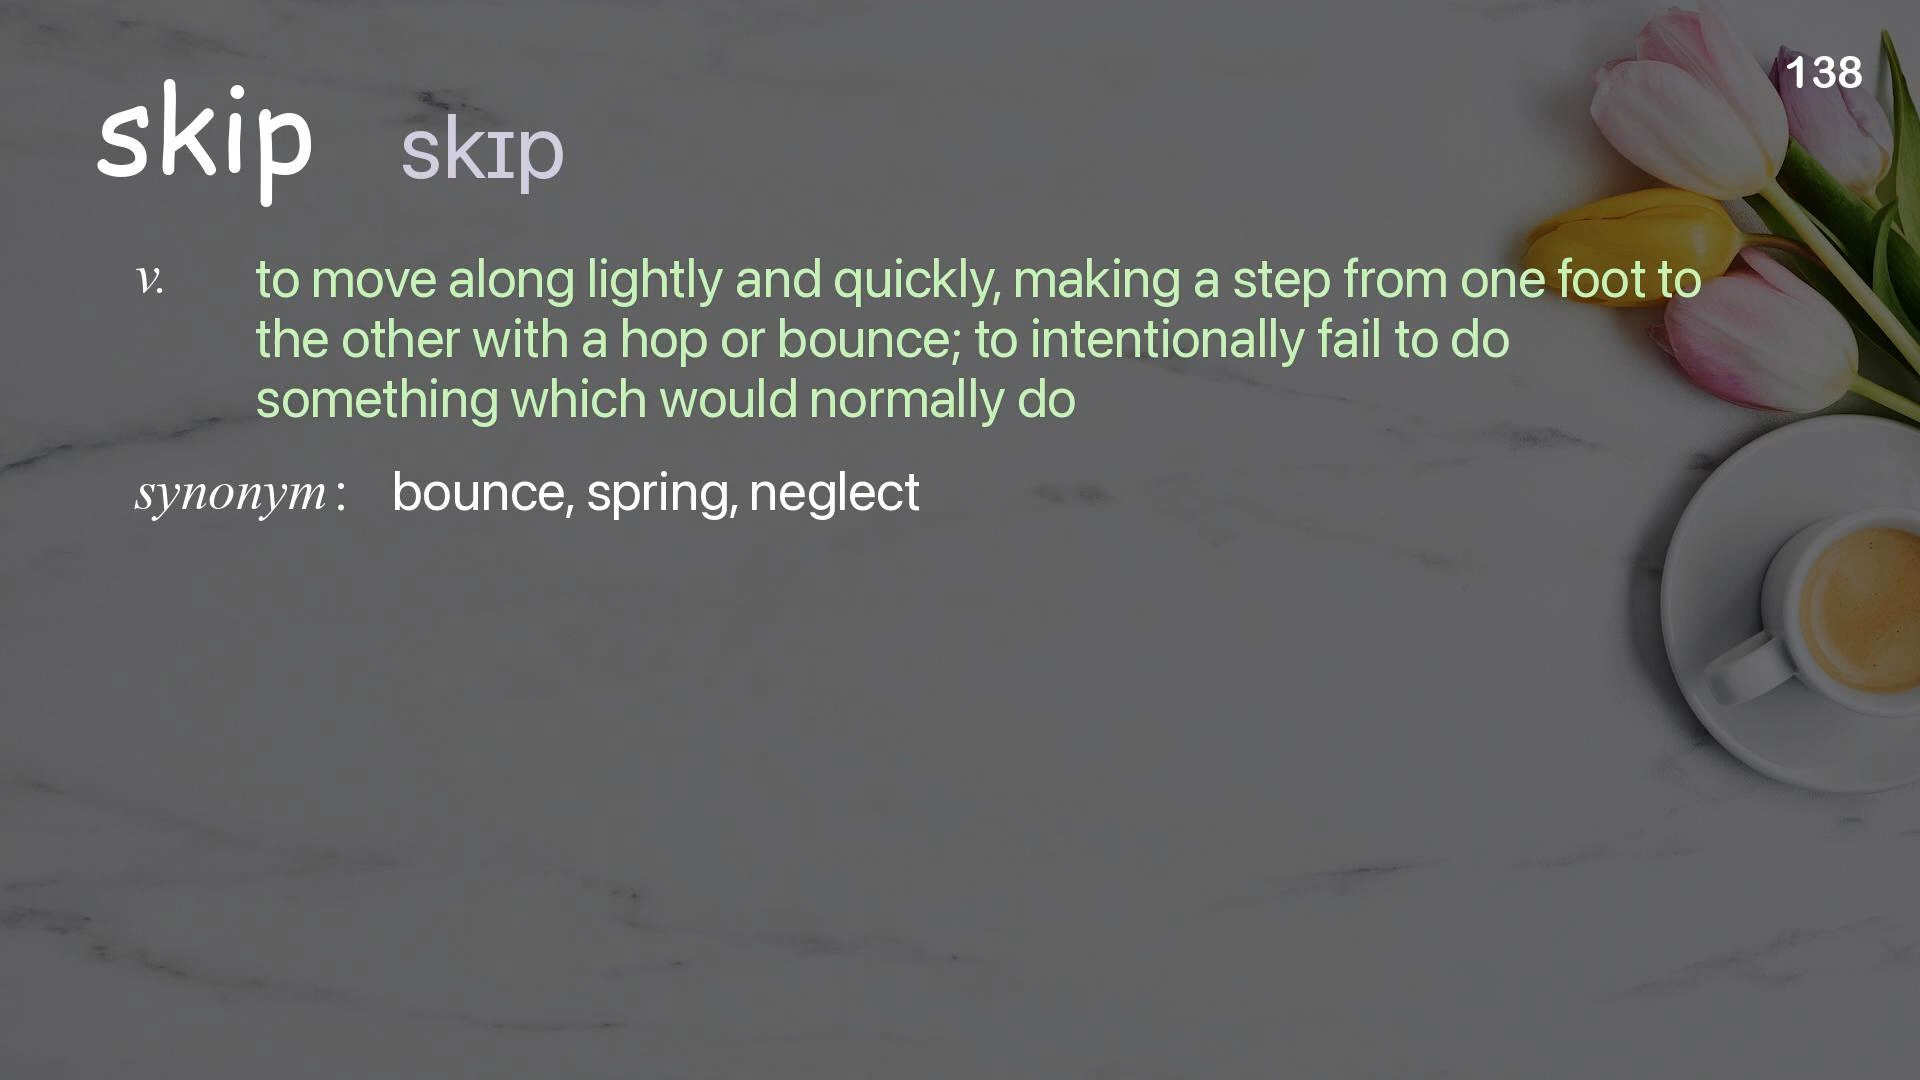 138
skip skɪp
v. to move along lightly and quickly, making a step from one foot to
the other with a hop or bounce; to intentionally fail to do
something which would normally do
synonym : bounce, spring, neglect